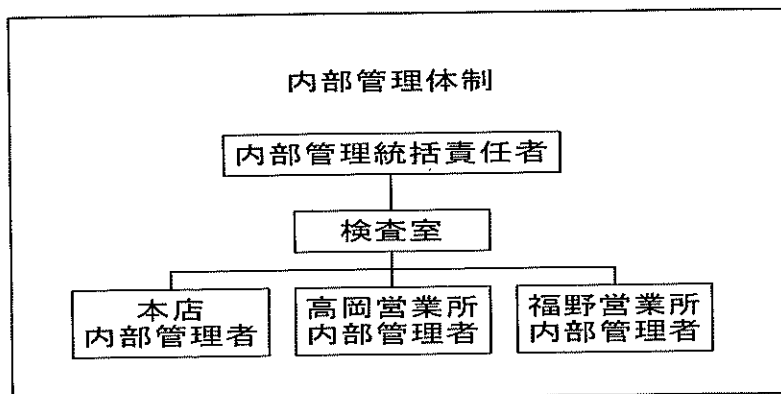 内部管理体制
内部管理統括責任者
検査室
本店
内部管理者
高岡営業所
内部管理者
福野営業所
内部管理者